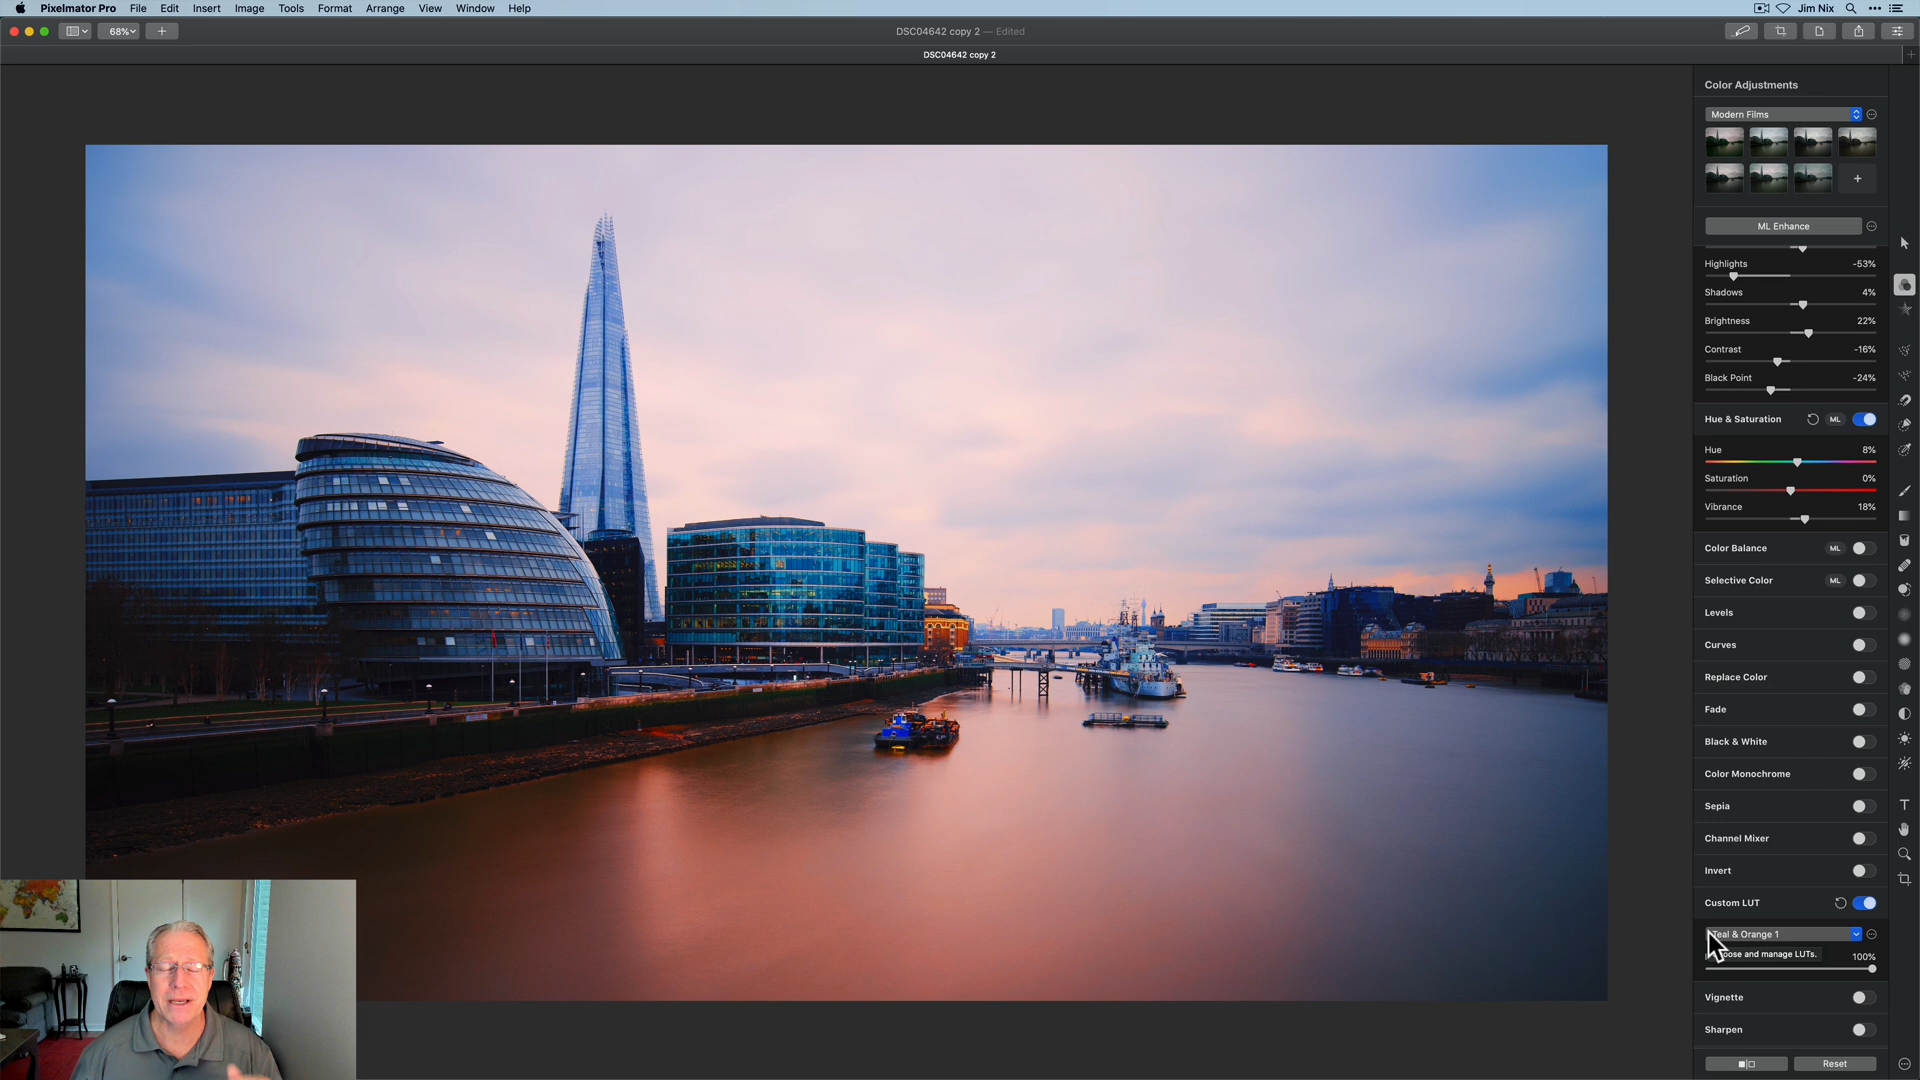 Pixelmator Pro File Edit Insert Image Tools Format Arrange View Window Help Jim Nix
68% DSC04642 copy 2 — Edited
DSC04642 copy 2
Color Adjustments
Modern Films
ML Enhance
Highlights -53%
Shadows 4%
Brightness 22%
Contrast -16%
Black Point -24%
Hue & Saturation ML
Hue 8%
Saturation 0%
Vibrance 18%
Color Balance ML
Selective Color ML
Levels
Curves
Replace Color
Fade
Black & White
Color Monochrome
Sepia
Channel Mixer
Invert
Custom LUT
Teal & Orange 1
and manage LUTs. 100%
Vignette
Sharpen
Reset